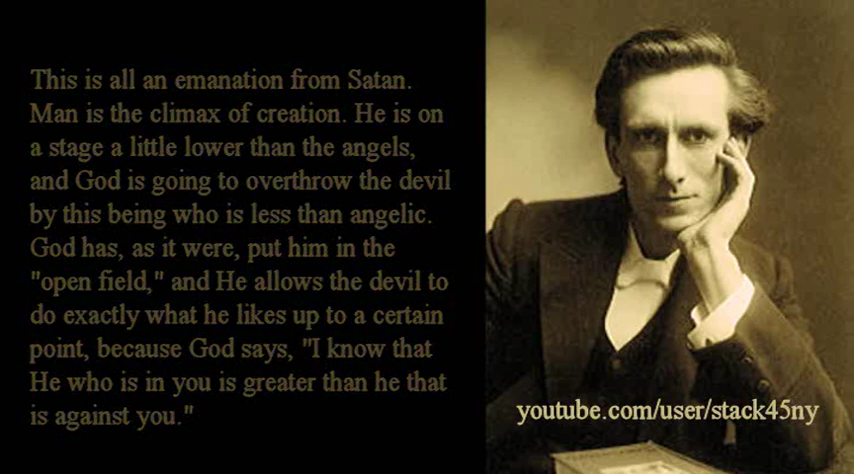 This is all an emanation from Satan.
Man is the climax of creation. He is on
a stage a little lower than the angels,
and God is going to overthrow the devil
by this being who is less than angelic.
God has, as it were, put him in the
"open field," and He allows the devil to
do exactly what he likes up to a certain
point, because God says, "I know that
He who is in you is greater than he that
is against you."
youtube.com/user/stack45ny